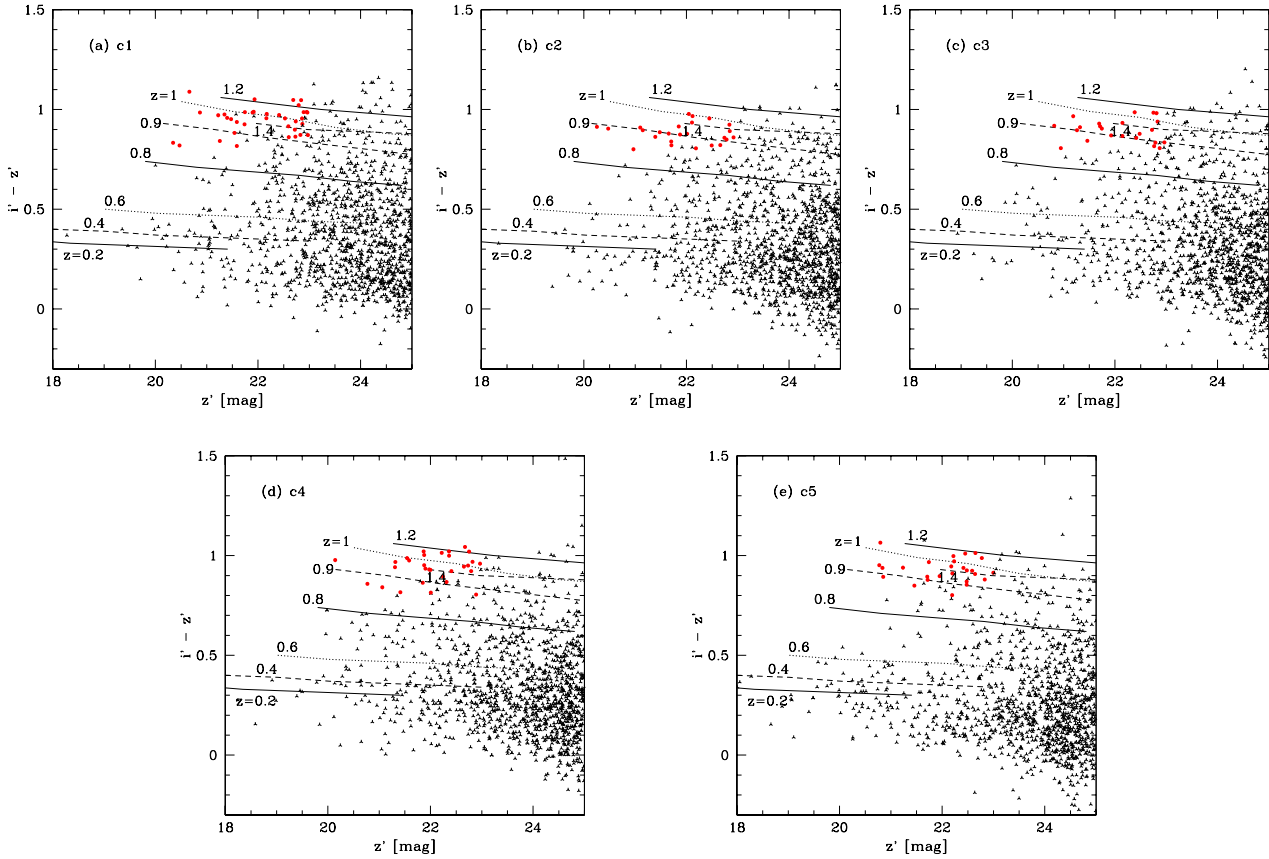 (a) c1
1.5
1
0.5
0
i' - z'
z=1
1.2
0.9
1.4
0.8
0.6
0.4
z=0.2
18
20
22
24
z' [mag]
(b) c2
z=1
1.2
0.9
1.4
0.8
0.6
0.4
z=0.2
18
20
22
24
z' [mag]
(c) c3
z=1
1.2
0.9
1.4
0.8
0.6
0.4
z=0.2
18
20
22
24
z' [mag]
(d) c4
1.5
1
0.5
0
i' - z'
z=1
1.2
0.9
1.4
0.8
0.6
0.4
z=0.2
18
20
22
24
z' [mag]
(e) c5
1.5
1
0.5
0
i' - z'
z=1
1.2
0.9
1.4
0.8
0.6
0.4
z=0.2
18
20
22
24
z' [mag]
1.5
1
0.5
0
i' - z'
1.5
1
0.5
0
i' - z'